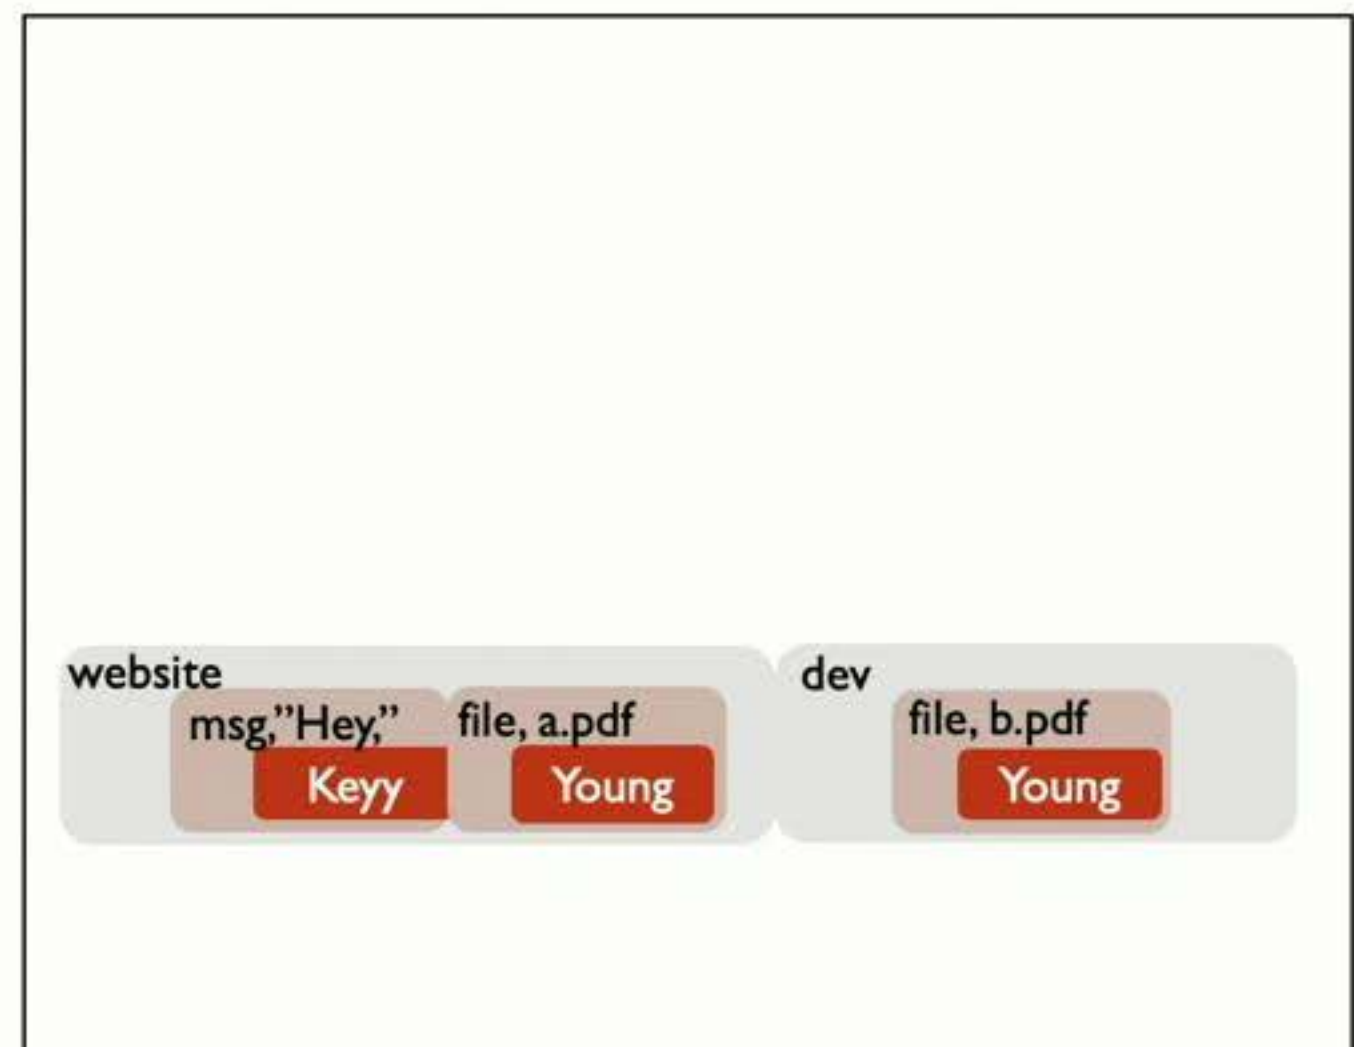 website
dev
msg,”Hey,”
file, a.pdf
file, b.pdf
Keyy
Young
Young